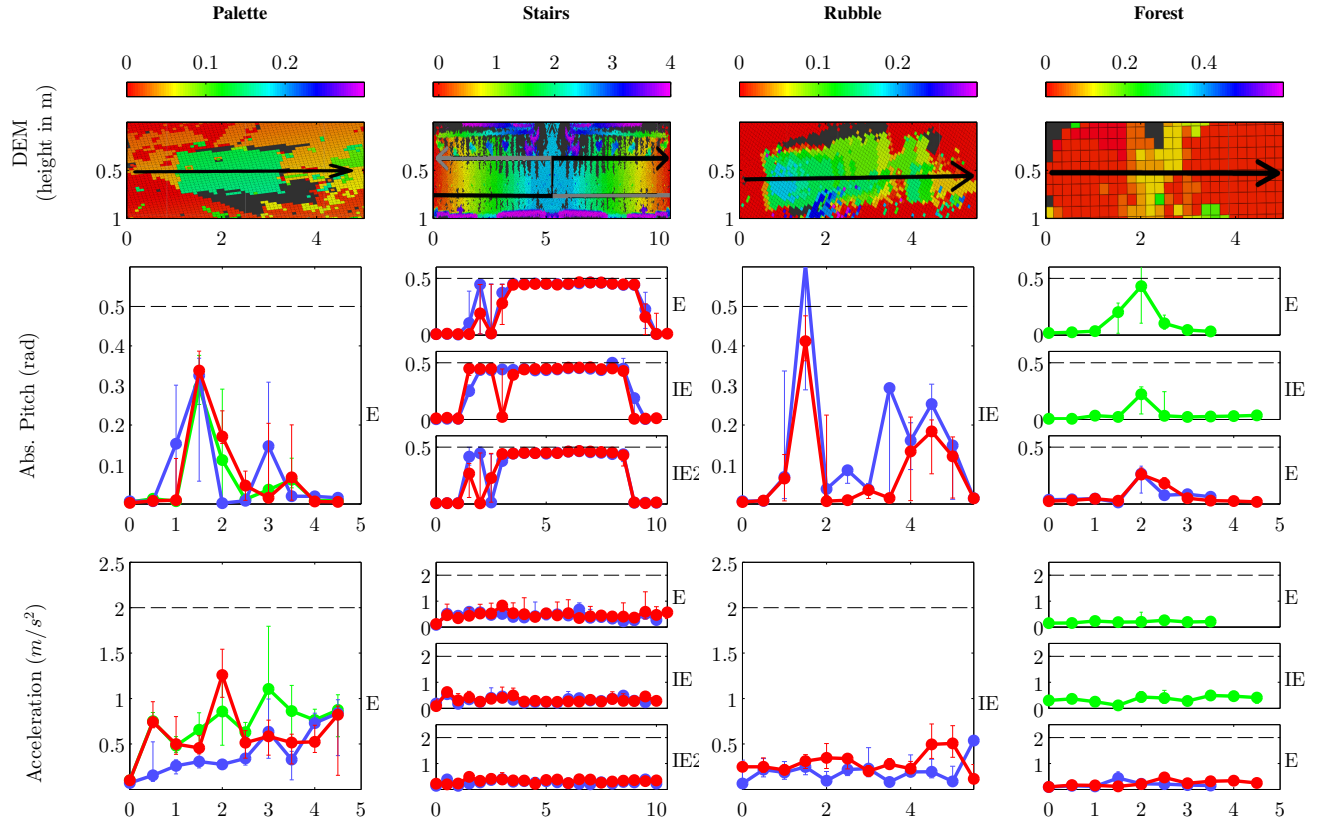 Palette Stairs Rubble Forest
0 0.1 0.2 0 1 2 3 4 0 0.1 0.2 0 0.2 0.4
DEM
(height in m)
0.5 0.5 0.5 0.5
1 1 1 1
0 2 4 0 5 10 0 2 4 0 5
Abs. Pitch (rad)
0.5 0.4 0.3 0.2 0.1
0 1 2 3 4 5
E
0.5 0 E
0.5 0 IE
0.5 IE2
0 5 10
0.5 0.4 0.3 0.2 0.1
0 2 4
IE
0.5 0 E
0.5 0 IE
0.5 0 E
0 1 2 3 4 5
Acceleration (m/s²)
2.5 2 1.5 1 0.5
0 1 2 3 4 5
E
2 1 0 E
2 1 0 IE
2 1 0 IE2
0 5 10
2.5 2 1.5 1 0.5
0 2 4
IE
2 1 0 E
2 1 0 IE
2 1 0 E
0 1 2 3 4 5